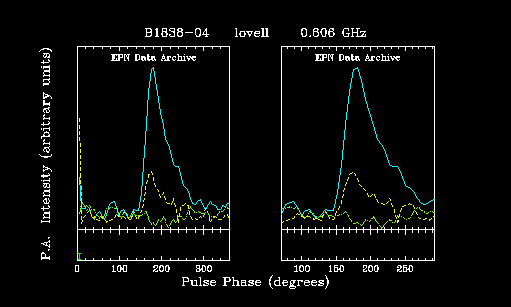 B1838-04 lovell 0.606 GHz
EPN Data Archive EPN Data Archive
P.A. Intensity (arbitrary units)
0 100 200 300 100 150 200 250
Pulse Phase (degrees)